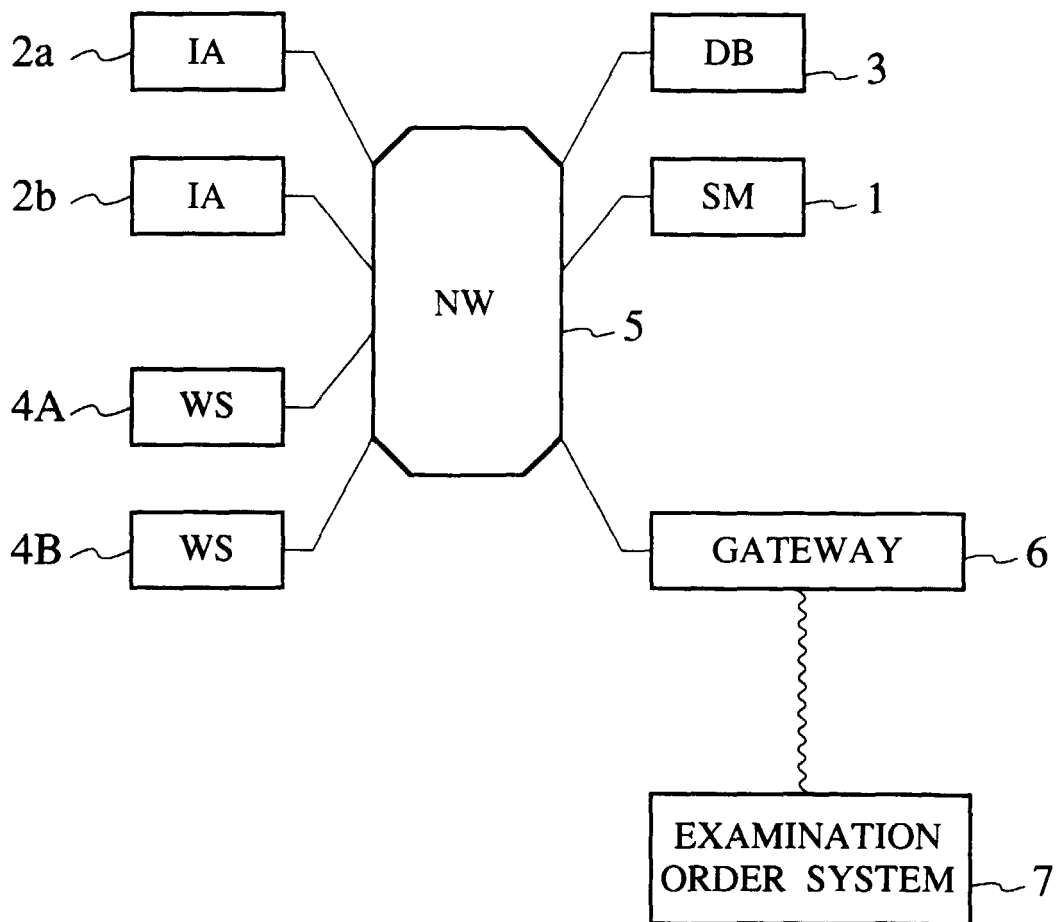 2a
IA
DB
3
2b
IA
SM
1
NW
5
4A
WS
4B
WS
GATEWAY
6
EXAMINATION
ORDER SYSTEM
7